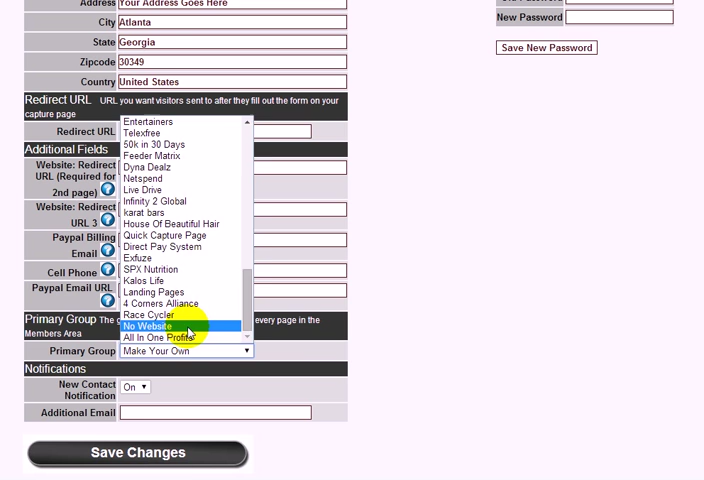 Address Your Address Goes Here
City Atlanta
State Georgia
Zipcode 30349
Country United States
Redirect URL URL you want visitors sent to after they fill out the form on your
capture page
Redirect URL
Additional Fields
Website: Redirect
URL (Required for
2nd page)
Website: Redirect
URL 3
Paypal Billing
Email
Cell Phone
Paypal Email URL
Entertainers
Telexfree
50k in 30 Days
Feeder Matrix
Dyna Dealz
Netspend
Live Drive
Infinity 2 Global
karat bars
House Of Beautiful Hair
Quick Capture Page
Direct Pay System
Exfuze
SPX Nutrition
Kalos Life
Landing Pages
4 Corners Alliance
Race Cycler
No Website
All In One Profits
Primary Group The every page in the
Members Area
Primary Group Make Your Own
Notifications
New Contact
Notification On
Additional Email
Save Changes
New Password
Save New Password